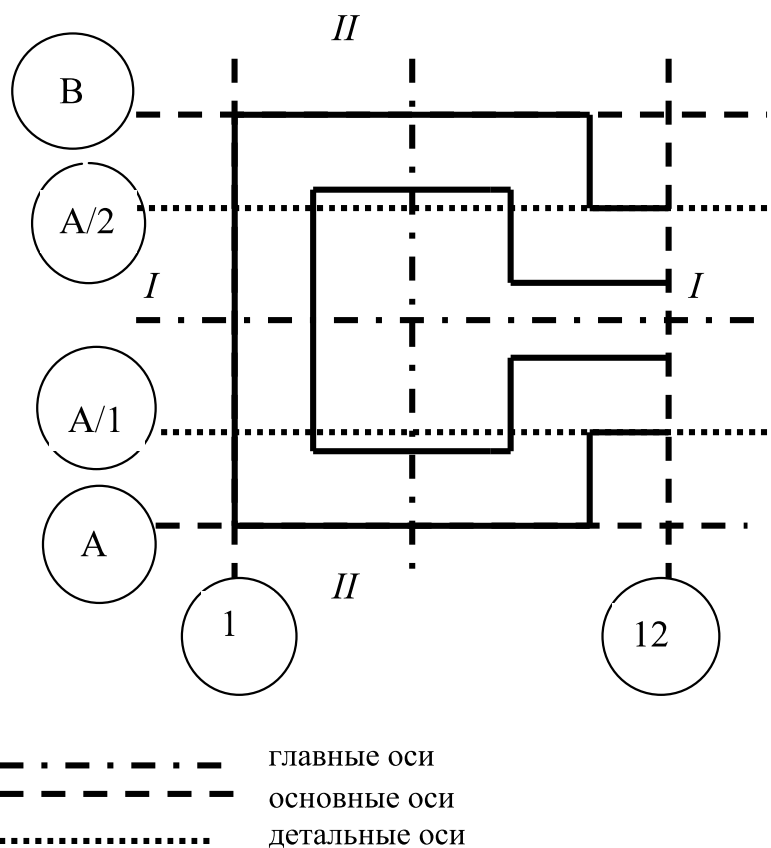 II
В
А/2
I I
А/1
А
II
1 12
главные оси
основные оси
детальные оси